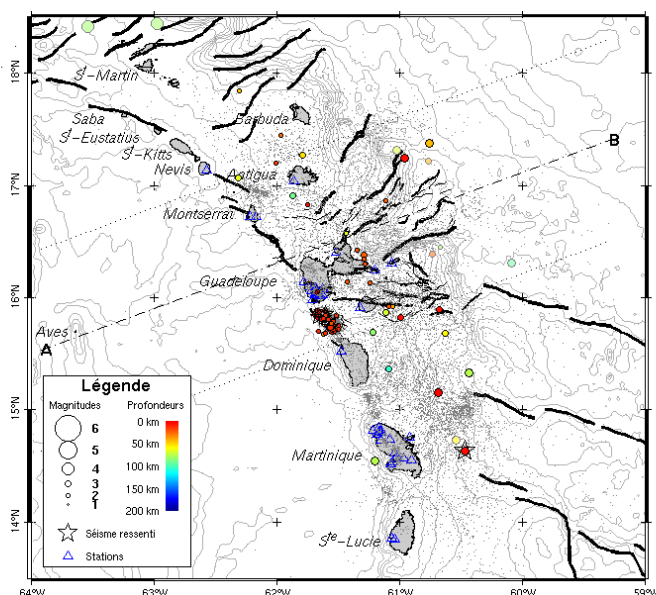 18°N
Sᵗ-Martin
Barbuda
Saba
Sᵗ-Eustatius
Sᵗ-Kitts
B
17°N
Nevis
Antigua
Montserrat
Guadeloupe
16°N
Aves
A
Dominique
15°N
Martinique
14°N
Sᵗᵉ-Lucie
Légende
Magnitudes Profondeurs
6 0 km
5 50 km
4 100 km
3 150 km
2 200 km
1
Séisme ressenti
Stations
64°W 63°W 62°W 61°W 60°W 59°W